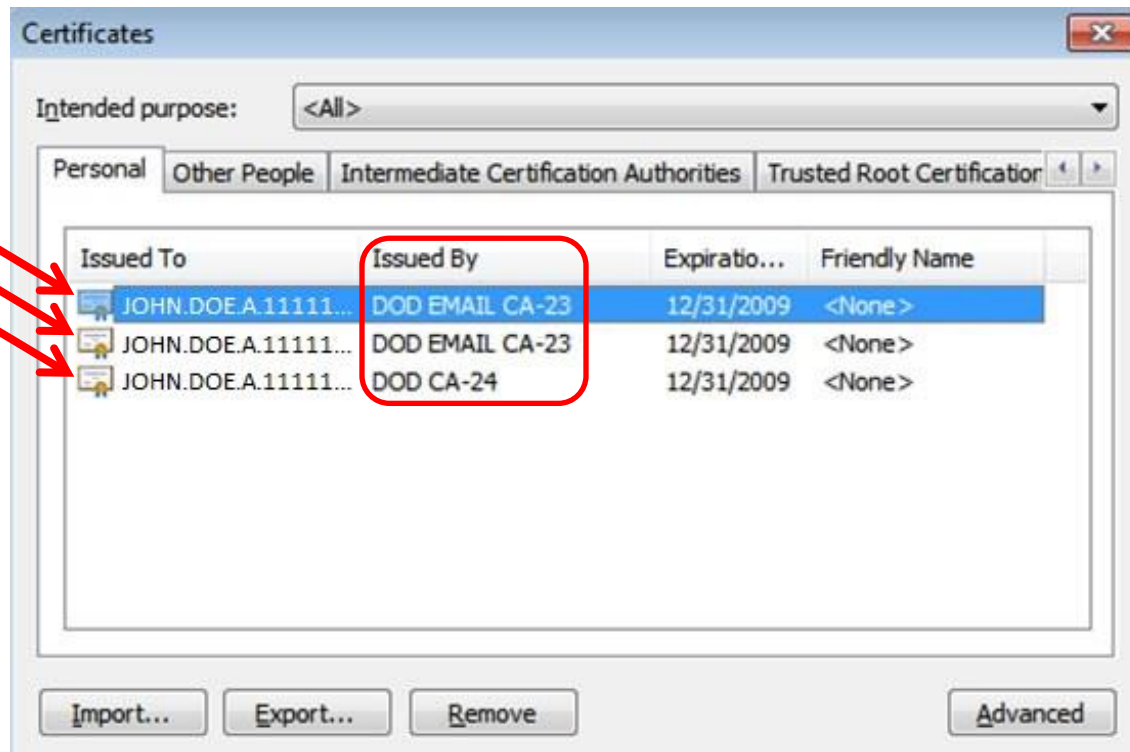 Certificates
Intended purpose: <All>
Personal Other People Intermediate Certification Authorities Trusted Root Certification
Issued To Issued By Expiratio... Friendly Name
JOHN.DOE.A.11111... DOD EMAIL CA-23 12/31/2009 <None>
JOHN.DOE.A.11111... DOD EMAIL CA-23 12/31/2009 <None>
JOHN.DOE.A.11111... DOD CA-24 12/31/2009 <None>
Import... Export... Remove Advanced